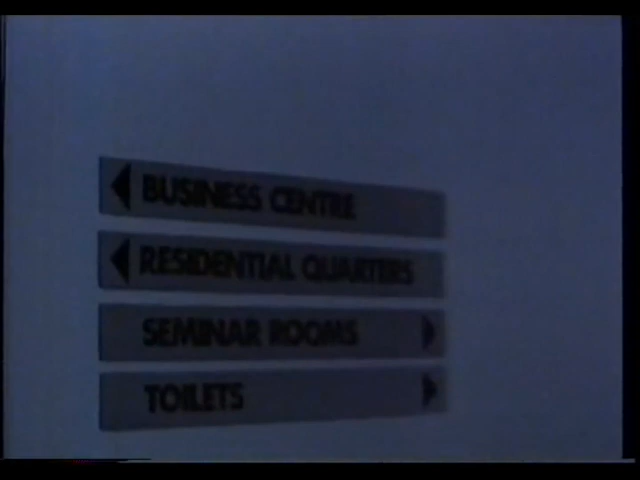 BUSINESS CENTRE
RESIDENTIAL QUARTERS
SEMINAR ROOMS
TOILETS